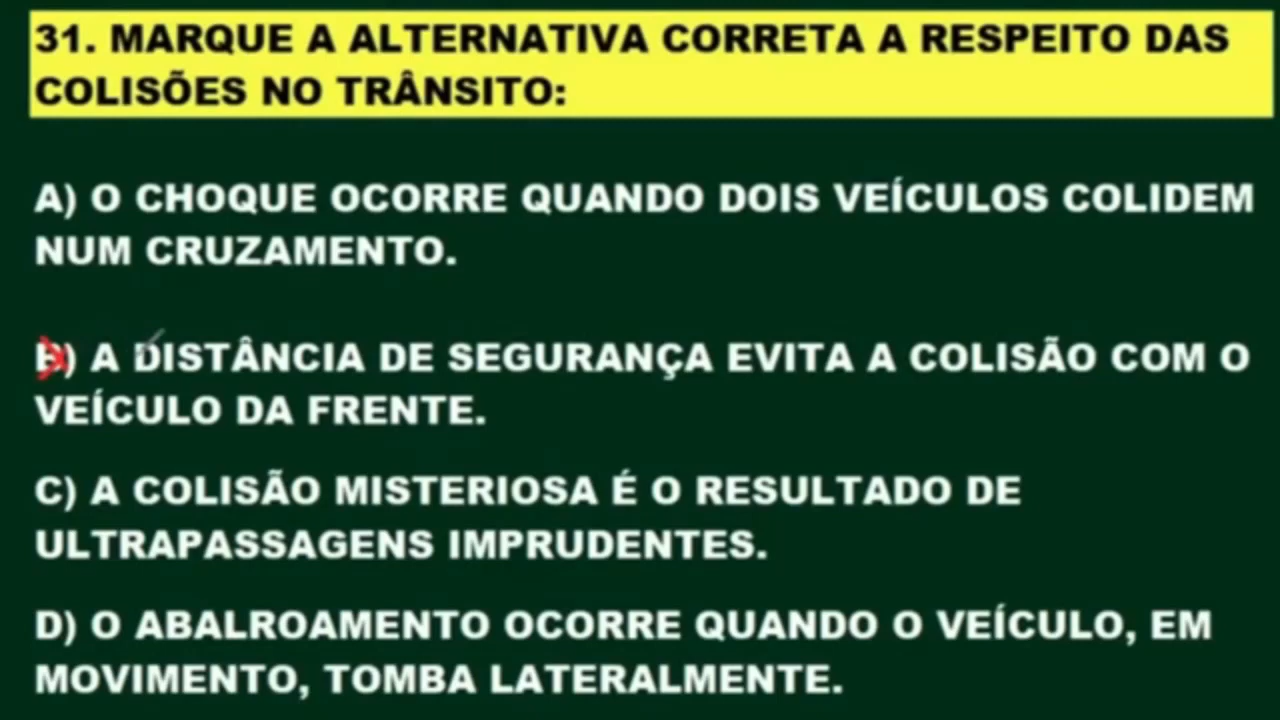 31. MARQUE A ALTERNATIVA CORRETA A RESPEITO DAS
COLISÕES NO TRÂNSITO:
A) O CHOQUE OCORRE QUANDO DOIS VEÍCULOS COLIDEM
NUM CRUZAMENTO.
B) A DISTÂNCIA DE SEGURANÇA EVITA A COLISÃO COM O
VEÍCULO DA FRENTE.
C) A COLISÃO MISTERIOSA É O RESULTADO DE
ULTRAPASSAGENS IMPRUDENTES.
D) O ABALROAMENTO OCORRE QUANDO O VEÍCULO, EM
MOVIMENTO, TOMBA LATERALMENTE.